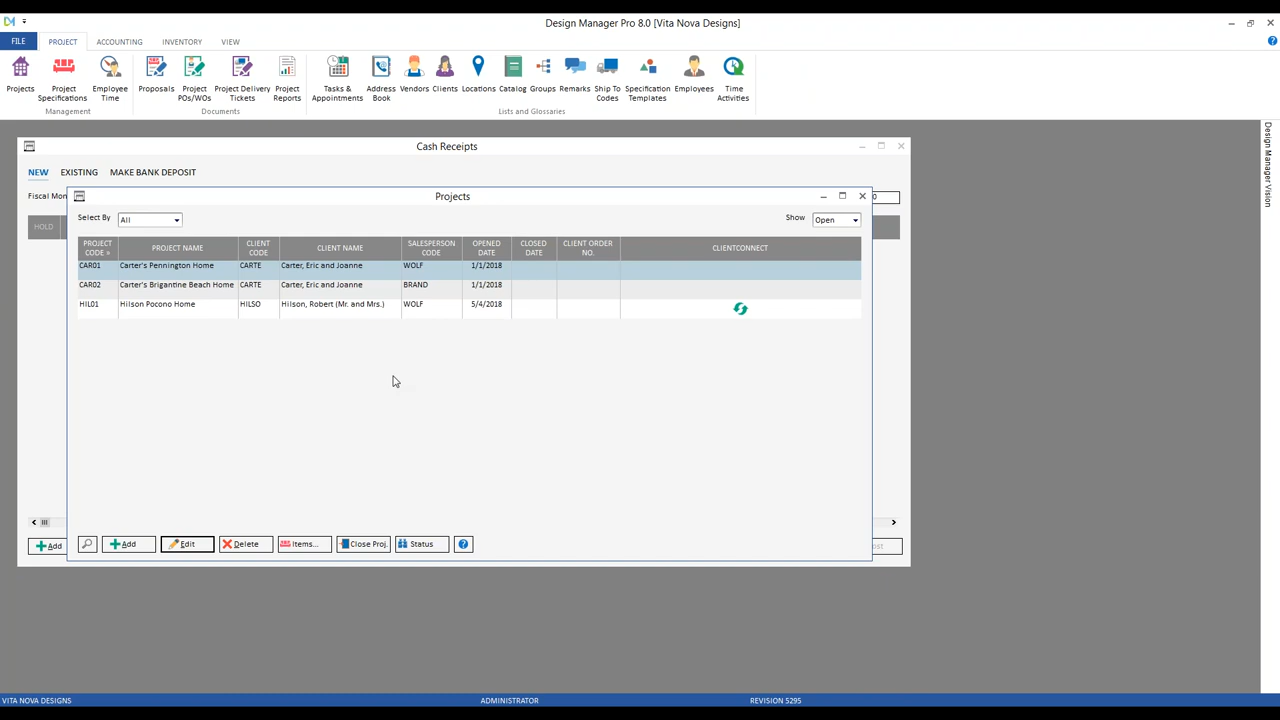 Design Manager Pro 8.0 [Vita Nova Designs]
FILE PROJECT ACCOUNTING INVENTORY VIEW
Projects
Project Specifications
Employee Time
Proposals
Project POs/WOs
Project Delivery Tickets
Project Reports
Tasks & Appointments
Address Book
Vendors
Clients
Locations
Catalog
Groups
Remarks
Ship To Codes
Specification Templates
Employees
Time Activities
Management
Documents
Lists and Glossaries
Design Manager Vision
Cash Receipts
NEW EXISTING MAKE BANK DEPOSIT
Fiscal Mon
0
HOLD
Projects
Select By All
Show Open
PROJECT CODE PROJECT NAME CLIENT CODE CLIENT NAME SALESPERSON CODE OPENED DATE CLOSED DATE CLIENT ORDER NO. CLIENTCONNECT
CAR01 Carter's Pennington Home CARTE Carter, Eric and Joanne WOLF 1/1/2018
CAR02 Carter's Brigantine Beach Home CARTE Carter, Eric and Joanne BRAND 1/1/2018
HIL01 Hilson Pocono Home HILSO Hilson, Robert (Mr. and Mrs.) WOLF 5/4/2018
Add Edit Delete Items... Close Proj. Status
Add
VITA NOVA DESIGNS ADMINISTRATOR REVISION 5295